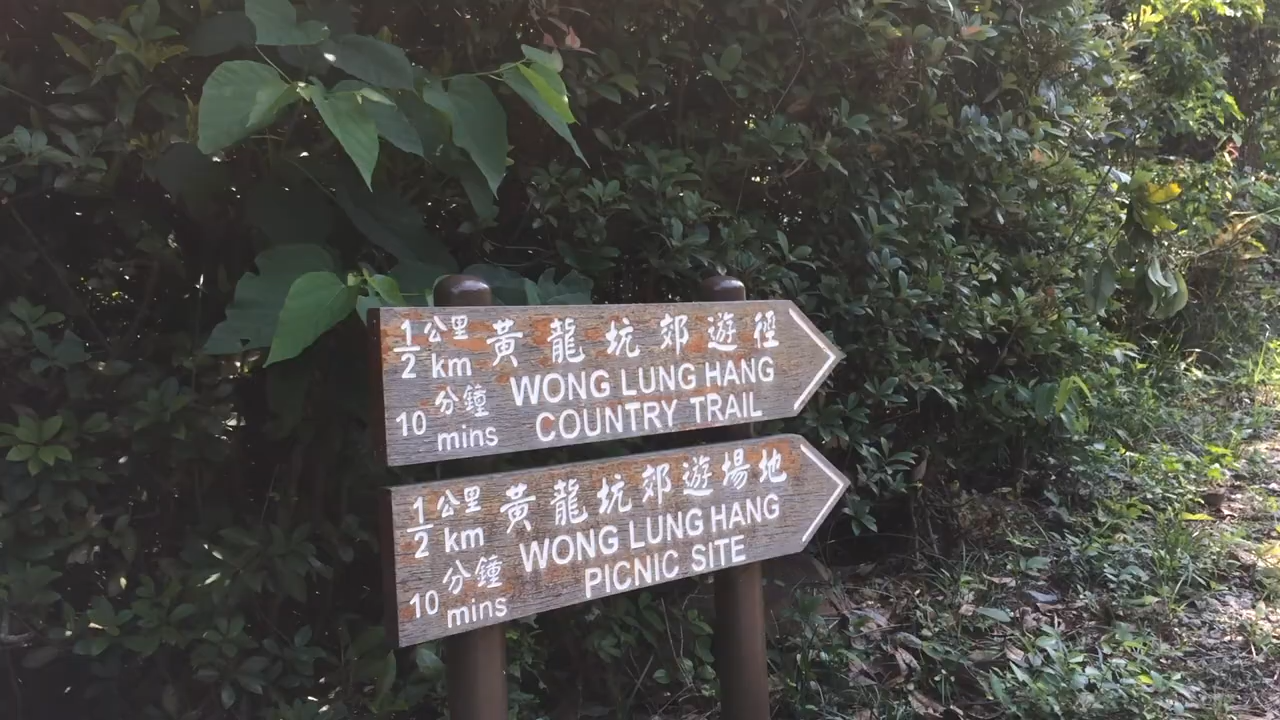 1/2 公里 km
10 分鐘 mins
黃龍坑郊遊徑
WONG LUNG HANG
COUNTRY TRAIL
1/2 公里 km
10 分鐘 mins
黃龍坑郊遊場地
WONG LUNG HANG
PICNIC SITE